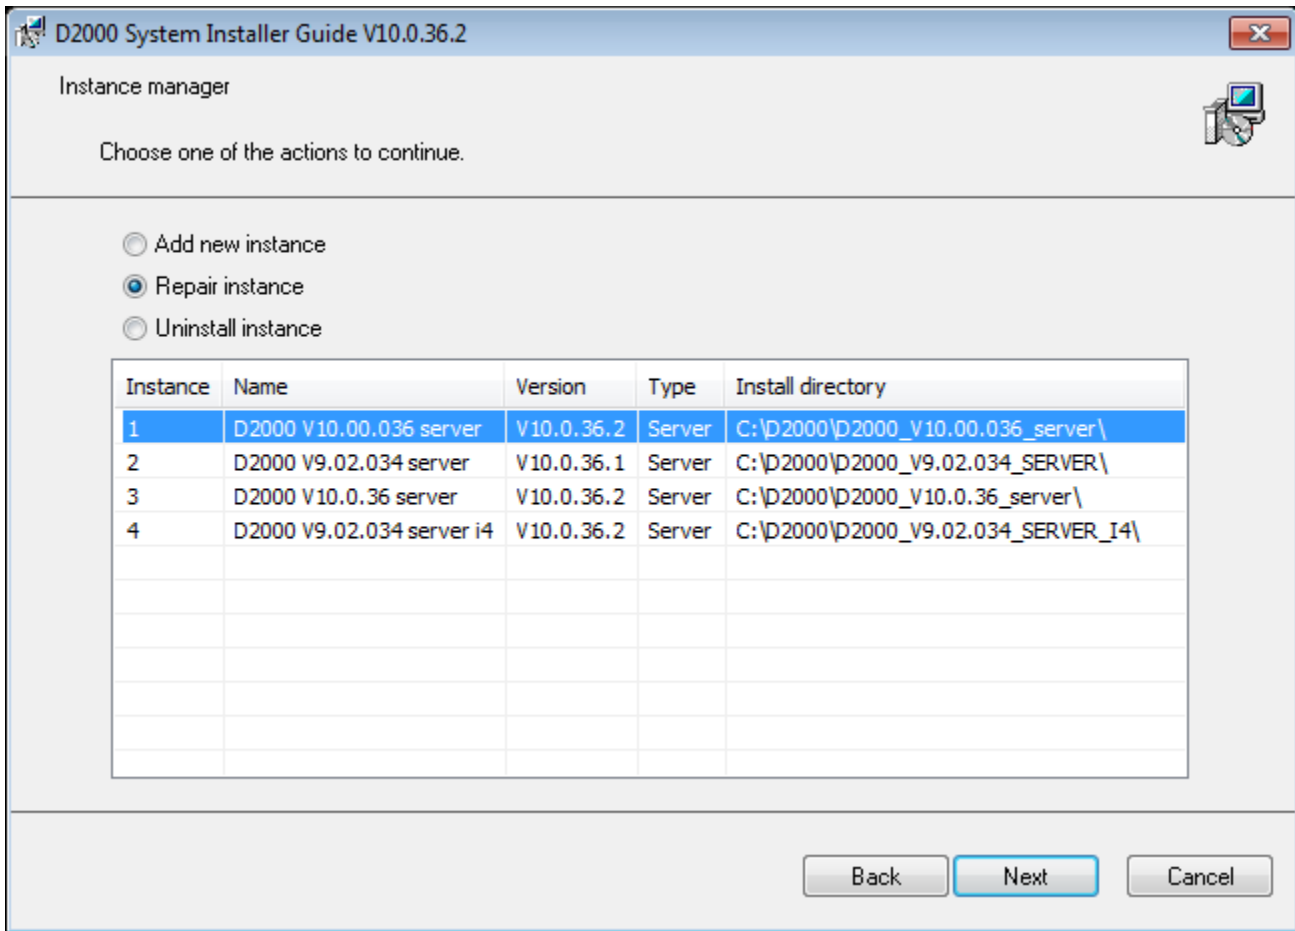 D2000 System Installer Guide V10.0.36.2
Instance manager
Choose one of the actions to continue.
Add new instance
Repair instance
Uninstall instance
Instance Name Version Type Install directory
1 D2000 V10.00.036 server V10.0.36.2 Server C:\D2000\D2000_V10.00.036_server\
2 D2000 V9.02.034 server V10.0.36.1 Server C:\D2000\D2000_V9.02.034_SERVER\
3 D2000 V10.0.36 server V10.0.36.2 Server C:\D2000\D2000_V10.0.36_server\
4 D2000 V9.02.034 server i4 V10.0.36.2 Server C:\D2000\D2000_V9.02.034_SERVER_I4\
Back Next Cancel